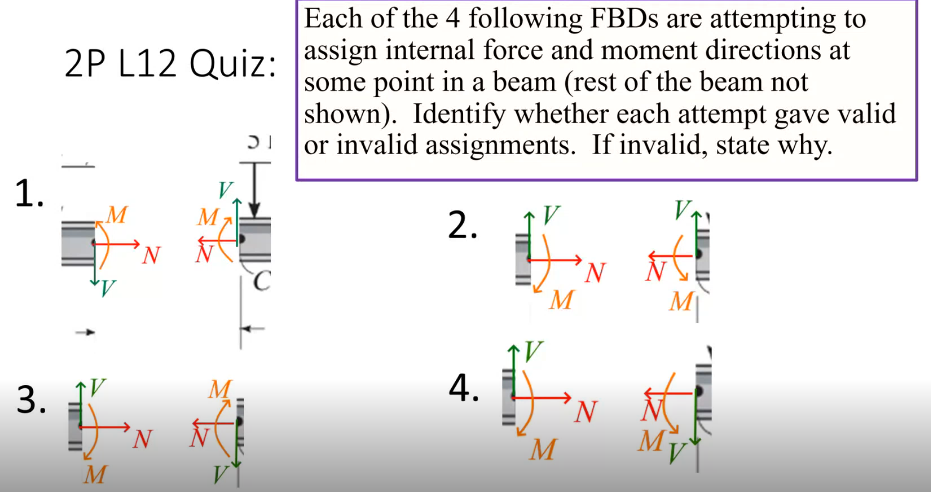 2P L12 Quiz:
Each of the 4 following FBDs are attempting to
assign internal force and moment directions at
some point in a beam (rest of the beam not
shown). Identify whether each attempt gave valid
or invalid assignments. If invalid, state why.
1.
M
N
V
V
M
N
C
2.
V
N
M
V
N
M
3.
V
N
M
M
N
V
4.
V
N
M
N
M
V